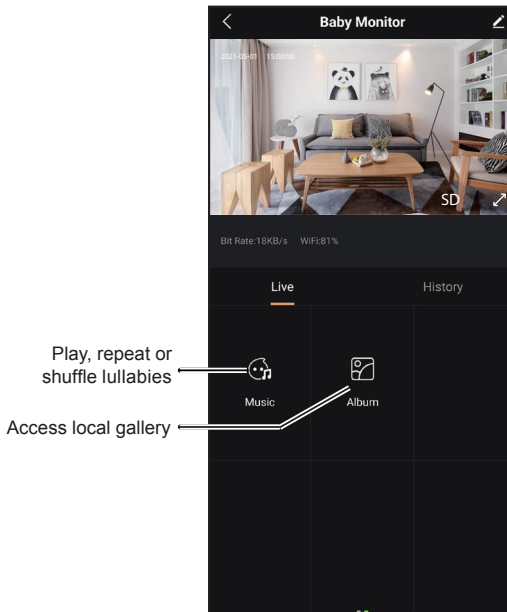 Baby Monitor
2021-05-01 15:00:00
SD
Bit Rate:18KB/s WiFi:81%
Live History
Play, repeat or
shuffle lullabies
Music Album
Access local gallery